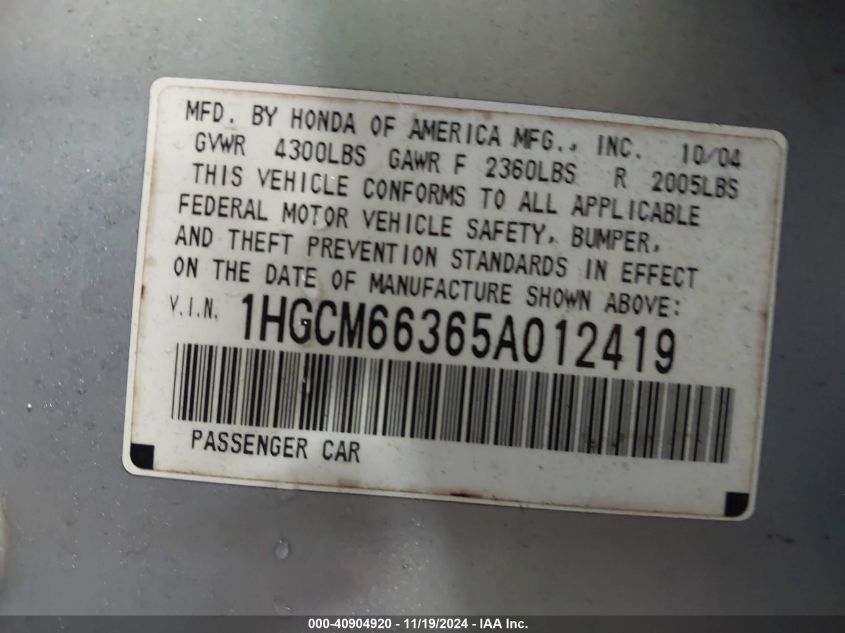 MFD. BY HONDA OF AMERICA MFG., INC. 10/04
GVWR 4300LBS GAWR F 2360LBS R 2005LBS
THIS VEHICLE CONFORMS TO ALL APPLICABLE
FEDERAL MOTOR VEHICLE SAFETY, BUMPER,
AND THEFT PREVENTION STANDARDS IN EFFECT
ON THE DATE OF MANUFACTURE SHOWN ABOVE:
V.I.N. 1HGCM66365A012419
PASSENGER CAR
000-40904920 - 11/19/2024 - IAA Inc.